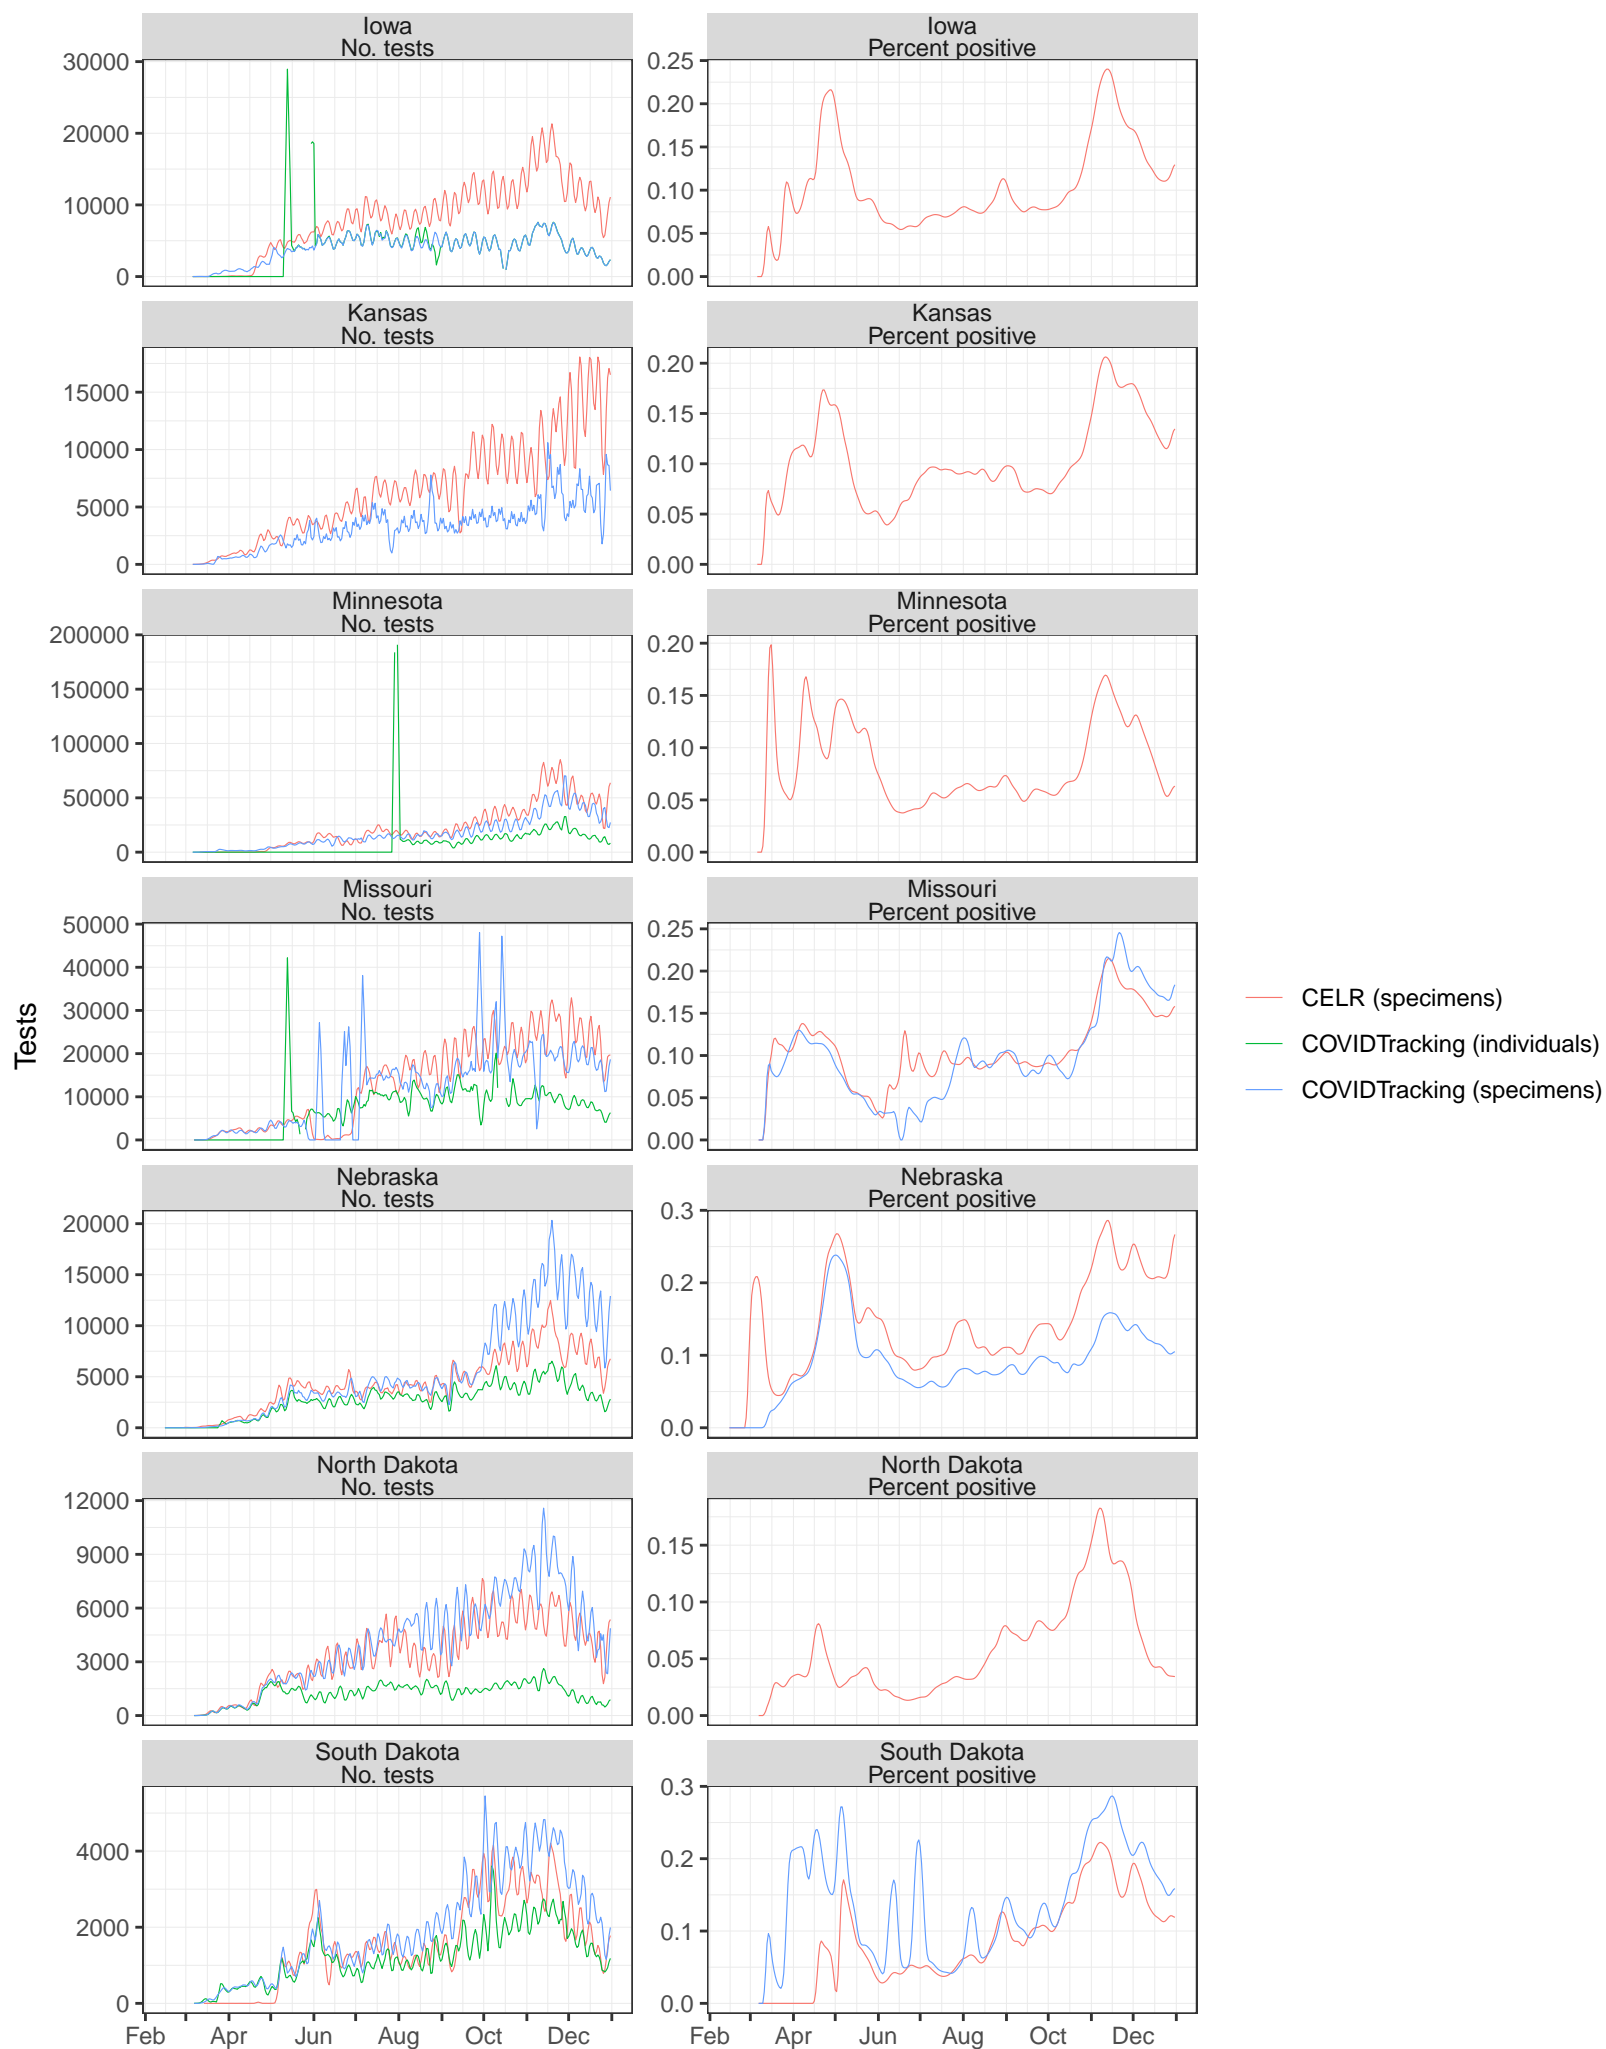 Iowa
No. tests
Iowa
Percent positive
30000
20000
10000
0
0.25
0.20
0.15
0.10
0.05
0.00
Kansas
No. tests
Kansas
Percent positive
15000
10000
5000
0
0.20
0.15
0.10
0.05
0.00
Minnesota
No. tests
Minnesota
Percent positive
200000
150000
100000
50000
0
0.20
0.15
0.10
0.05
0.00
Missouri
No. tests
Missouri
Percent positive
50000
40000
30000
20000
10000
0
0.25
0.20
0.15
0.10
0.05
0.00
Tests
CELR (specimens)
COVIDTracking (individuals)
COVIDTracking (specimens)
Nebraska
No. tests
Nebraska
Percent positive
20000
15000
10000
5000
0
0.3
0.2
0.1
0.0
North Dakota
No. tests
North Dakota
Percent positive
12000
9000
6000
3000
0
0.15
0.10
0.05
0.00
South Dakota
No. tests
South Dakota
Percent positive
4000
2000
0
0.3
0.2
0.1
0.0
Feb Apr Jun Aug Oct Dec
Feb Apr Jun Aug Oct Dec